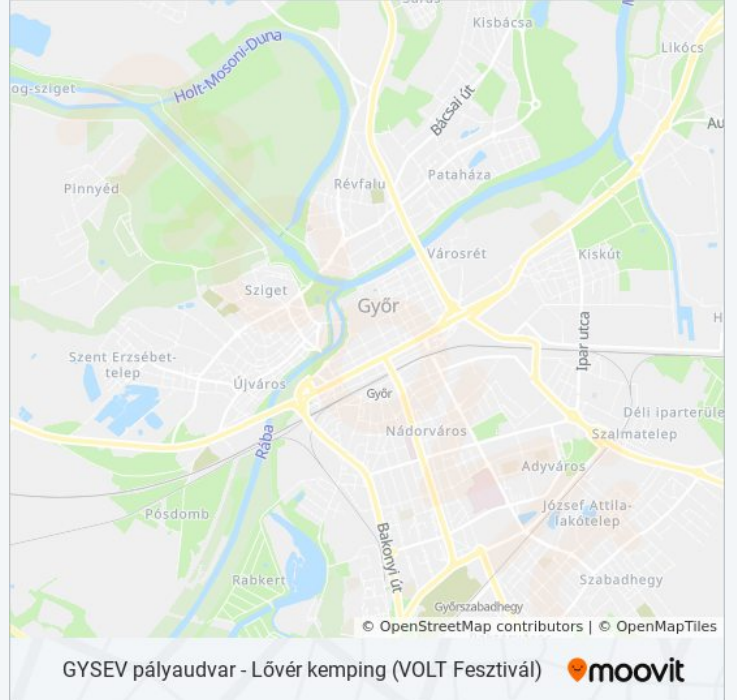 Kisbácsa
Likócs
Holt-Mosoni-Duna
og-sziget
Bácsai út
Au
Pinnyéd
Révfalu
Pataháza
Városrét
Kiskút
Sziget
Győr
H
Ipar utca
Szent Erzsébet-
telep
Újváros
Győr
Déli iparterüle
Nádorváros
Szalmatelep
Rába
Adyváros
József Attila-
lakótelep
Pósdomb
Bakonyi út
Rabkert
Szabadhegy
Győrszabadhegy
© OpenStreetMap contributors | © OpenMapTiles
GYSEV pályaudvar - Lővér kemping (VOLT Fesztivál)
moovit